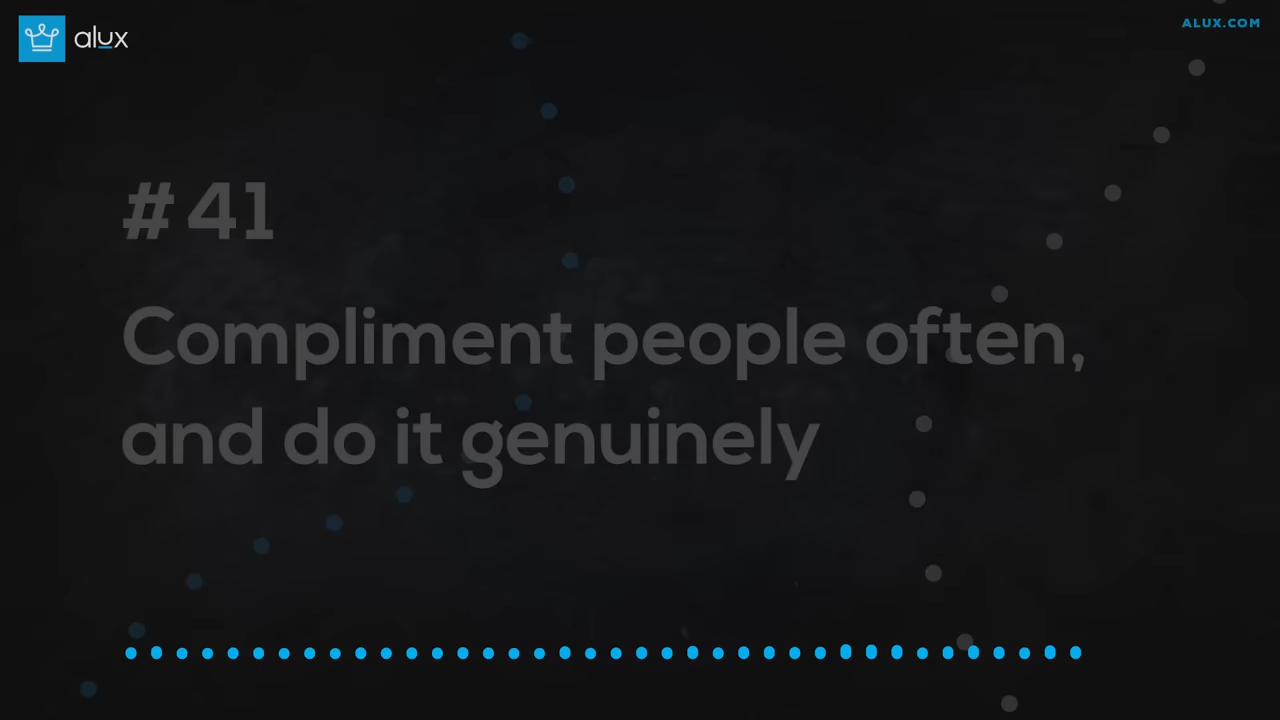 alux
ALUX.COM
#41
Compliment people often,
and do it genuinely